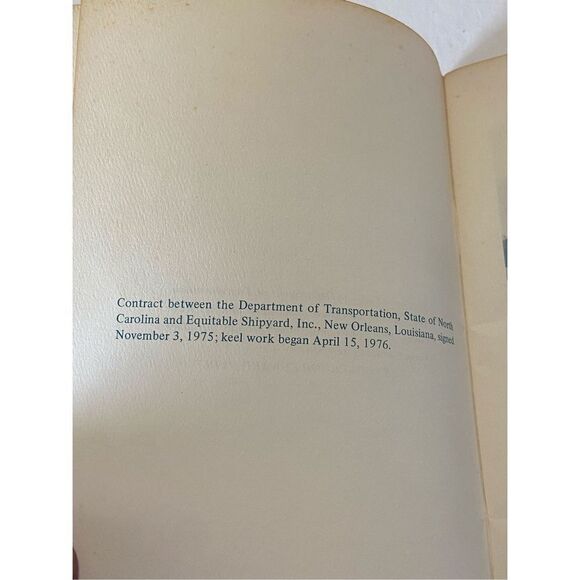 Contract between the Department of Transportation, State of North
Carolina and Equitable Shipyard, Inc., New Orleans, Louisiana, signed
November 3, 1975; keel work began April 15, 1976.